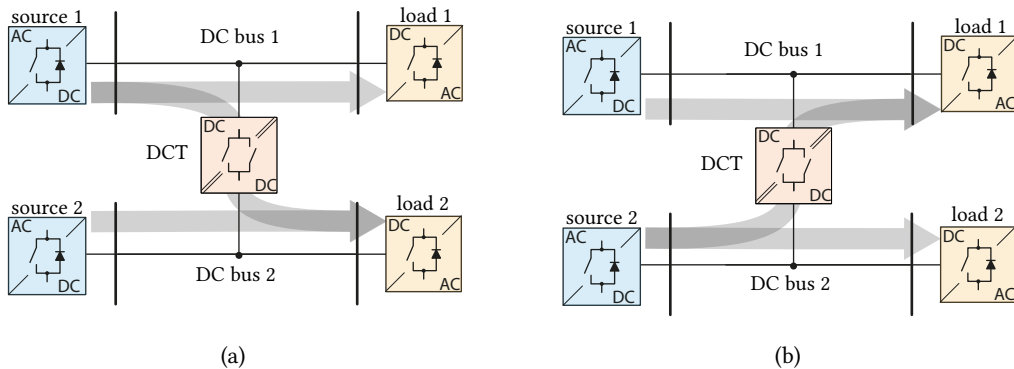 source 1
AC
DC
DC bus 1
load 1
DC
AC
DCT
DC
DC
source 2
AC
DC
DC bus 2
load 2
DC
AC
(a)
source 1
AC
DC
DC bus 1
load 1
DC
AC
DCT
DC
DC
source 2
AC
DC
DC bus 2
load 2
DC
AC
(b)